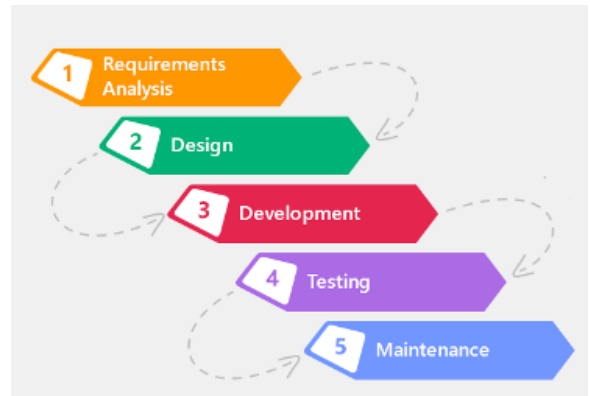 1
Requirements
Analysis
2
Design
3
Development
4
Testing
5
Maintenance